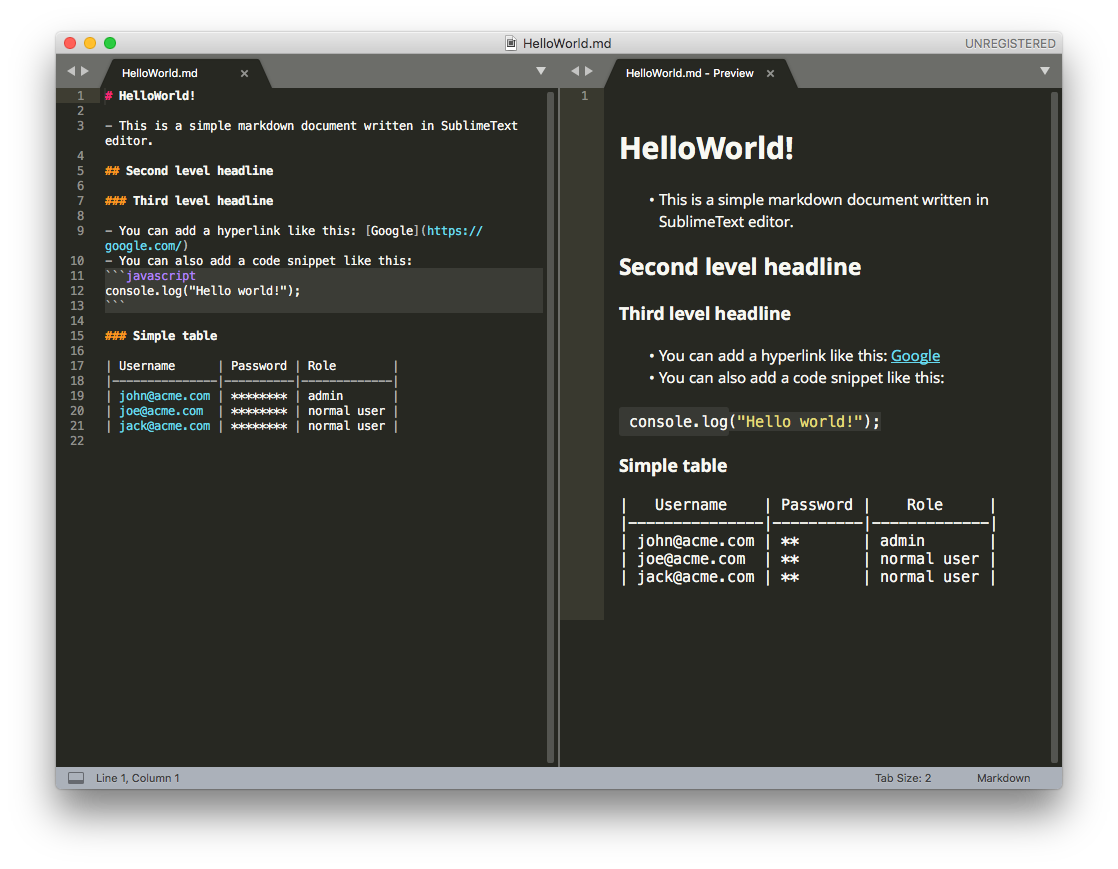 HelloWorld.md
UNREGISTERED
HelloWorld.md ×
1 # HelloWorld!
2
3 - This is a simple markdown document written in SublimeText
editor.
4
5 ## Second level headline
6
7 ### Third level headline
8
9 - You can add a hyperlink like this: [Google](https://
google.com/)
10 - You can also add a code snippet like this:
11 ```javascript
12 console.log("Hello world!");
13 ```
14
15 ### Simple table
16
17 | Username      | Password | Role        |
18 |---------------|----------|-------------|
19 | john@acme.com | ******** | admin       |
20 | joe@acme.com  | ******** | normal user |
21 | jack@acme.com | ******** | normal user |
22
HelloWorld.md - Preview ×
1
HelloWorld!
• This is a simple markdown document written in
SublimeText editor.
Second level headline
Third level headline
• You can add a hyperlink like this: Google
• You can also add a code snippet like this:
console.log("Hello world!");
Simple table
|   Username    | Password |    Role     |
|---------------|----------|-------------|
| john@acme.com | **       | admin       |
| joe@acme.com  | **       | normal user |
| jack@acme.com | **       | normal user |
Line 1, Column 1
Tab Size: 2
Markdown